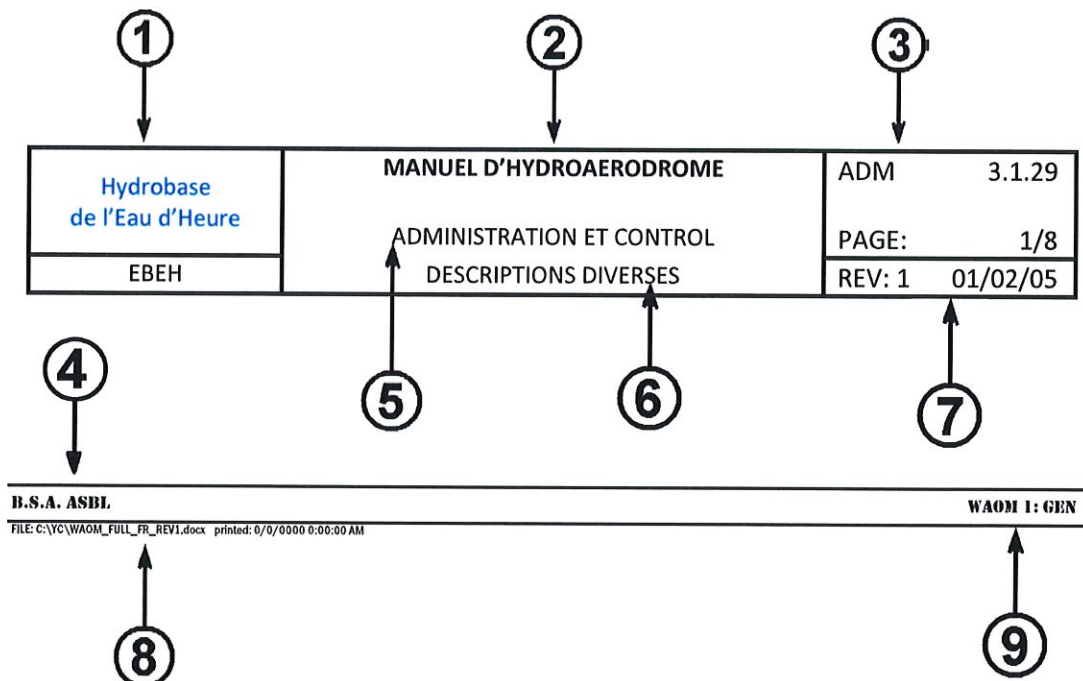 1 2 3
Hydrobase
de l'Eau d'Heure
EBEH
MANUEL D'HYDROAERODROME
ADMINISTRATION ET CONTROL
DESCRIPTIONS DIVERSES
ADM 3.1.29
PAGE: 1/8
REV: 1 01/02/05
4 5 6 7
B.S.A. ASBL WAOM 1: GEN
FILE: C:\YC\WAOM_FULL_FR_REV1.docx printed: 0/0/0000 0:00:00 AM
8 9